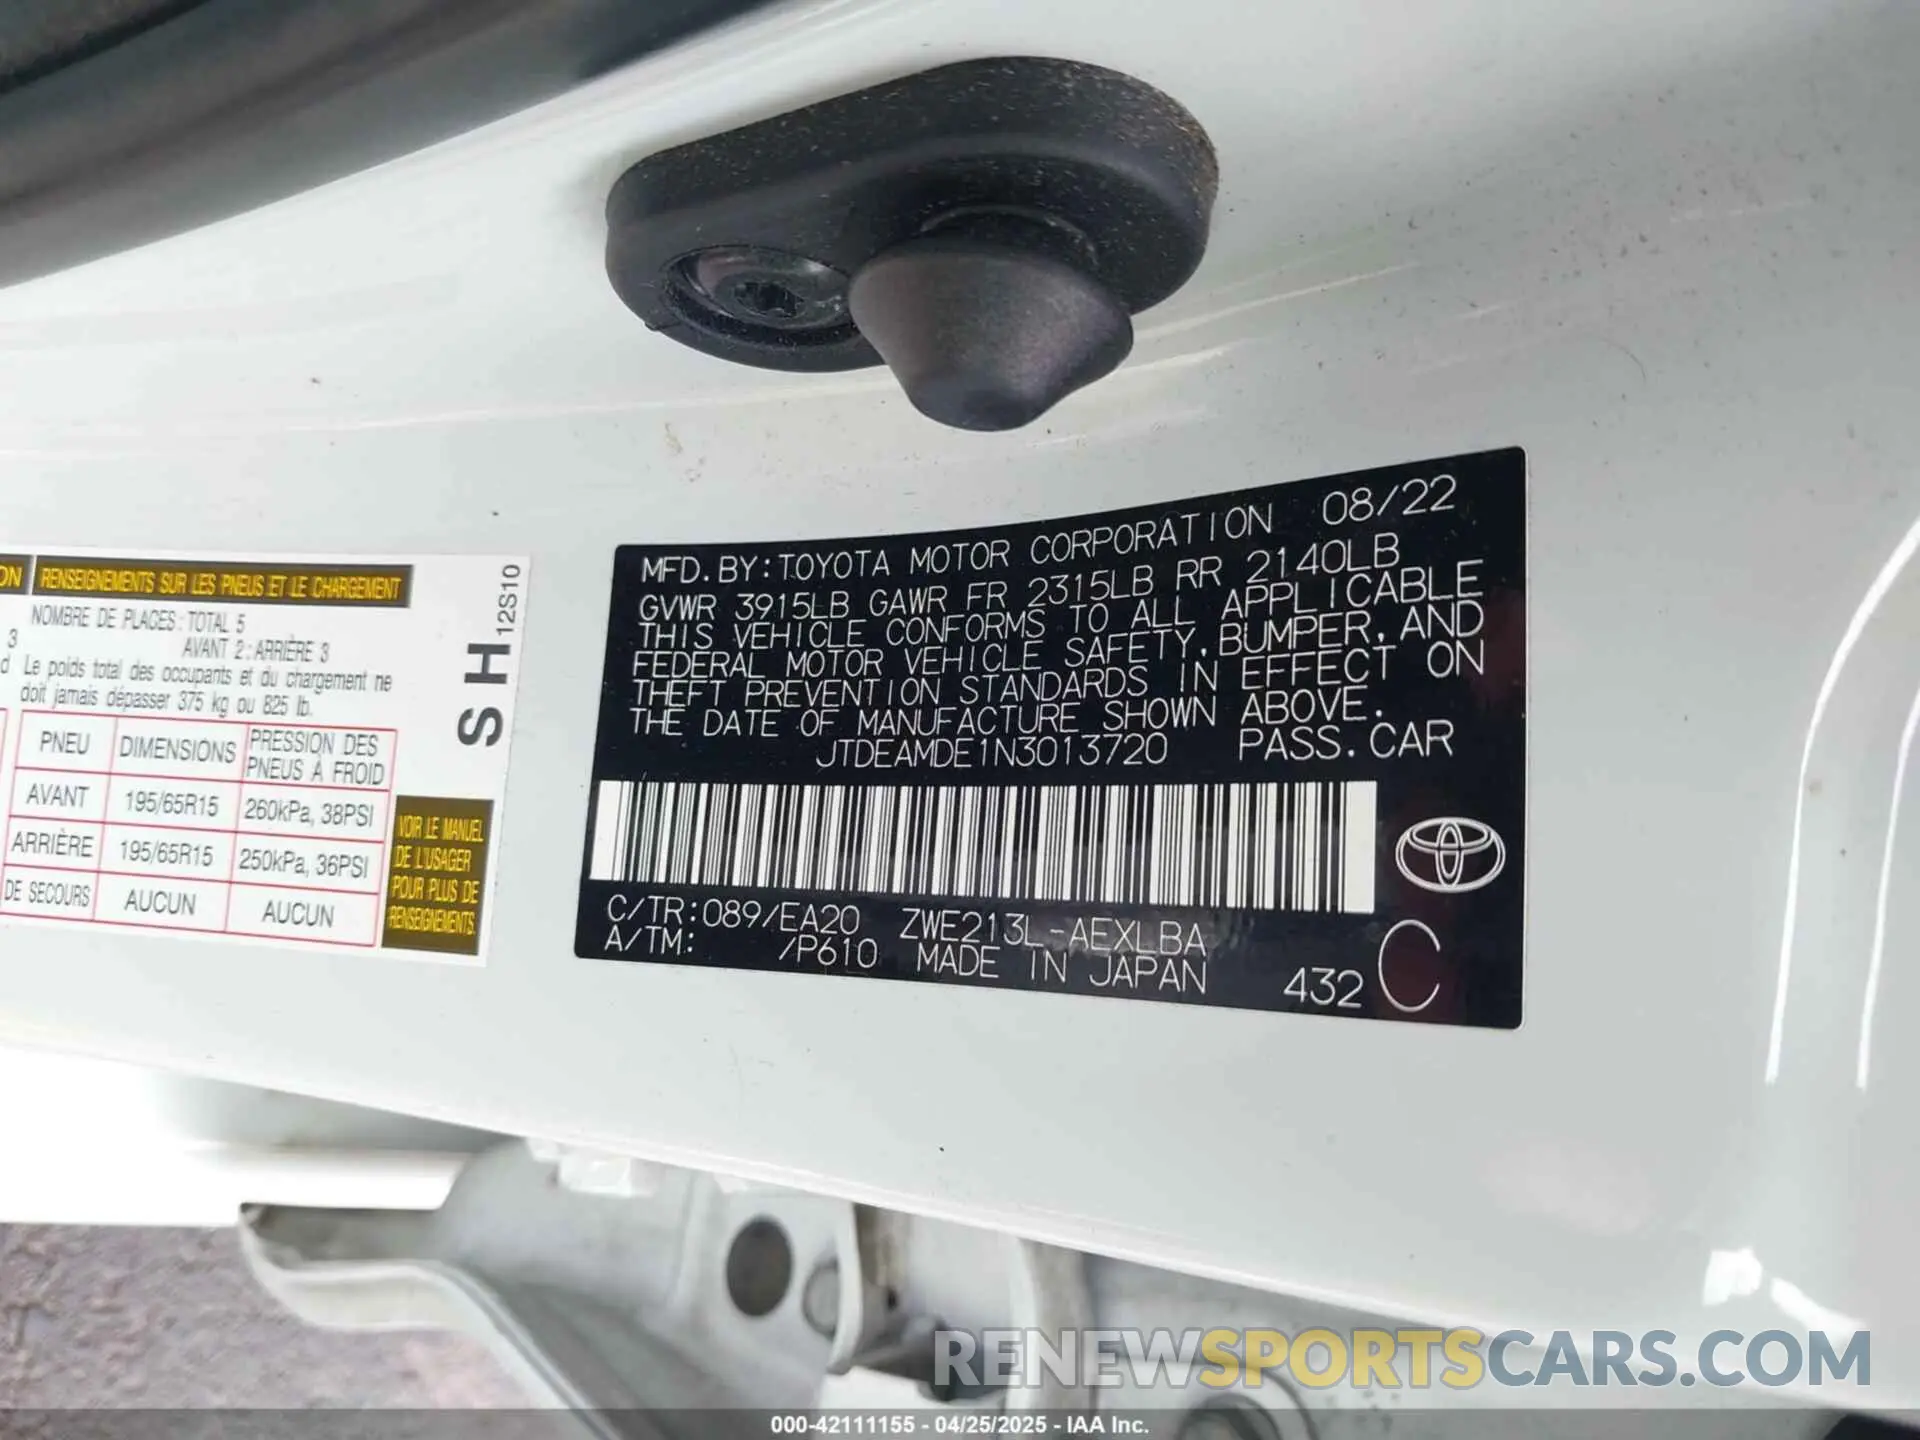 ON RENSEIGNEMENTS SUR LES PNEUS ET LE CHARGEMENT
NOMBRE DE PLACES : TOTAL 5
3 AVANT 2 : ARRIÈRE 3
d Le poids total des occupants et du chargement ne
doit jamais dépasser 375 kg ou 825 lb.
PNEU DIMENSIONS PRESSION DES PNEUS À FROID
AVANT 195/65R15 260kPa, 38PSI
ARRIÈRE 195/65R15 250kPa, 36PSI
DE SECOURS AUCUN AUCUN
VOIR LE MANUEL
DE L'USAGER
POUR PLUS DE
RENSEIGNEMENTS.
S H 12S10
MFD. BY: TOYOTA MOTOR CORPORATION 08/22
GVWR 3915LB GAWR FR 2315LB RR 2140LB
THIS VEHICLE CONFORMS TO ALL APPLICABLE
FEDERAL MOTOR VEHICLE SAFETY, BUMPER, AND
THEFT PREVENTION STANDARDS IN EFFECT ON
THE DATE OF MANUFACTURE SHOWN ABOVE.
JTDEAMDE1N3013720 PASS. CAR
C/TR: 089/EA20 ZWE213L-AEXLBA
A/TM: /P610 MADE IN JAPAN 432 C
RENEWSPORTSCARS.COM
000-42111155 - 04/25/2025 - IAA Inc.